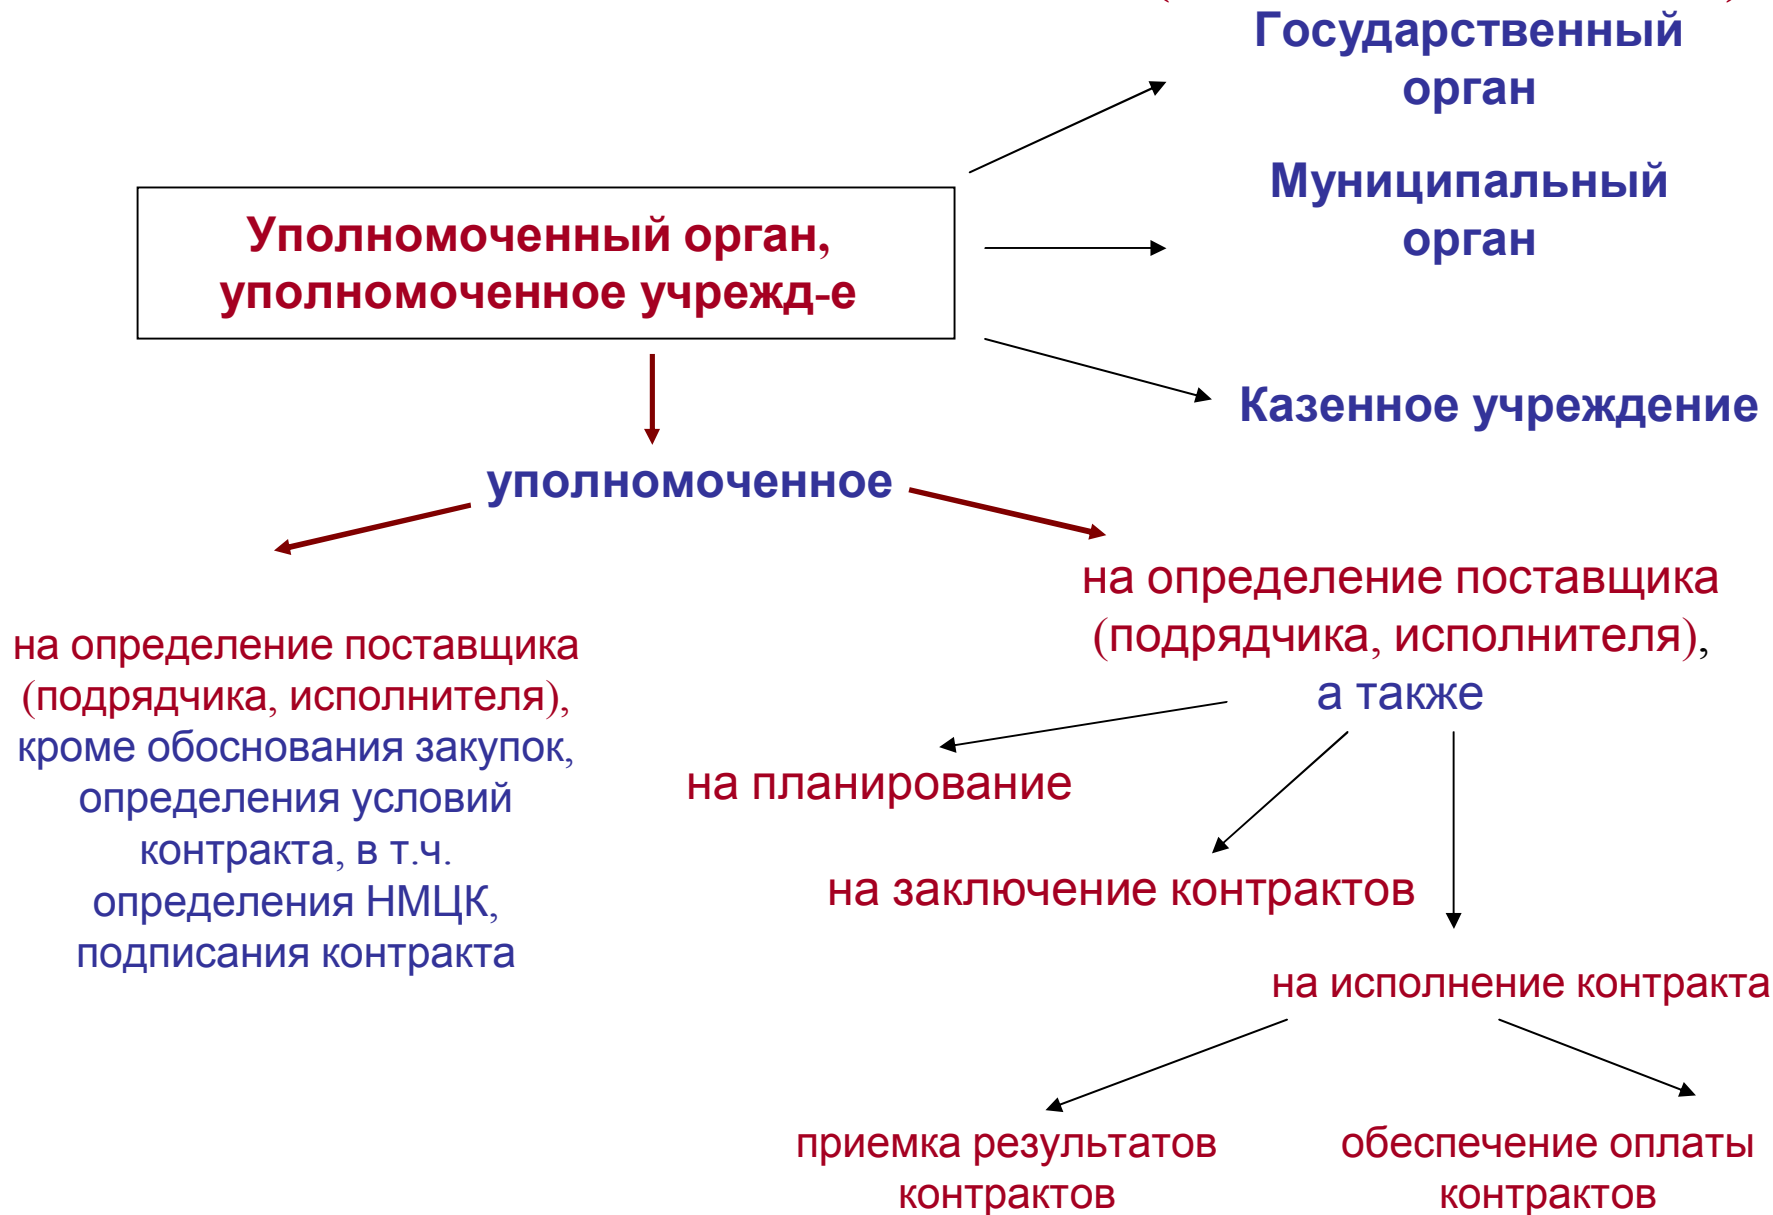 Государственный
орган
Муниципальный
орган
Уполномоченный орган,
уполномоченное учрежд-е
Казенное учреждение
уполномоченное
на определение поставщика
(подрядчика, исполнителя),
кроме обоснования закупок,
определения условий
контракта, в т.ч.
определения НМЦК,
подписания контракта
на определение поставщика
(подрядчика, исполнителя),
а также
на планирование
на заключение контрактов
на исполнение контракта
приемка результатов
контрактов
обеспечение оплаты
контрактов